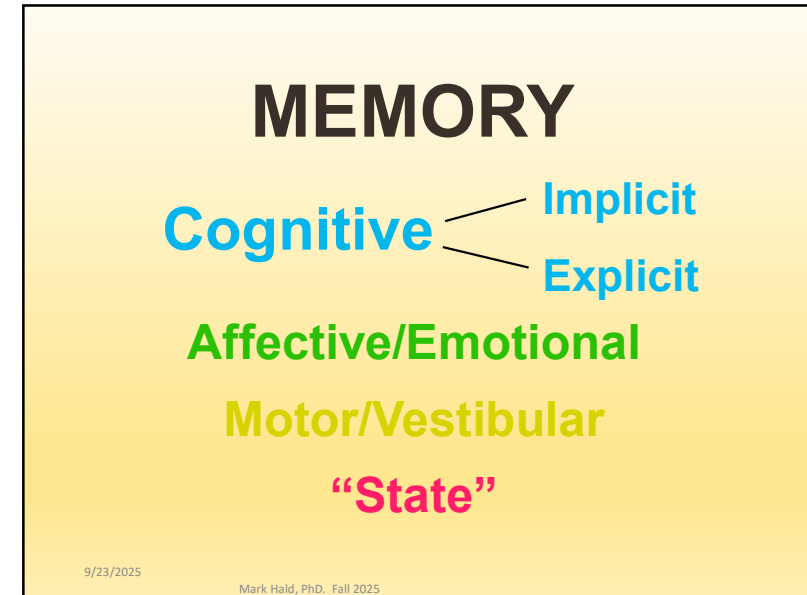 MEMORY
Implicit
Cognitive
Explicit
Affective/Emotional
Motor/Vestibular
“State”
9/23/2025
Mark Hald, PhD. Fall 2025